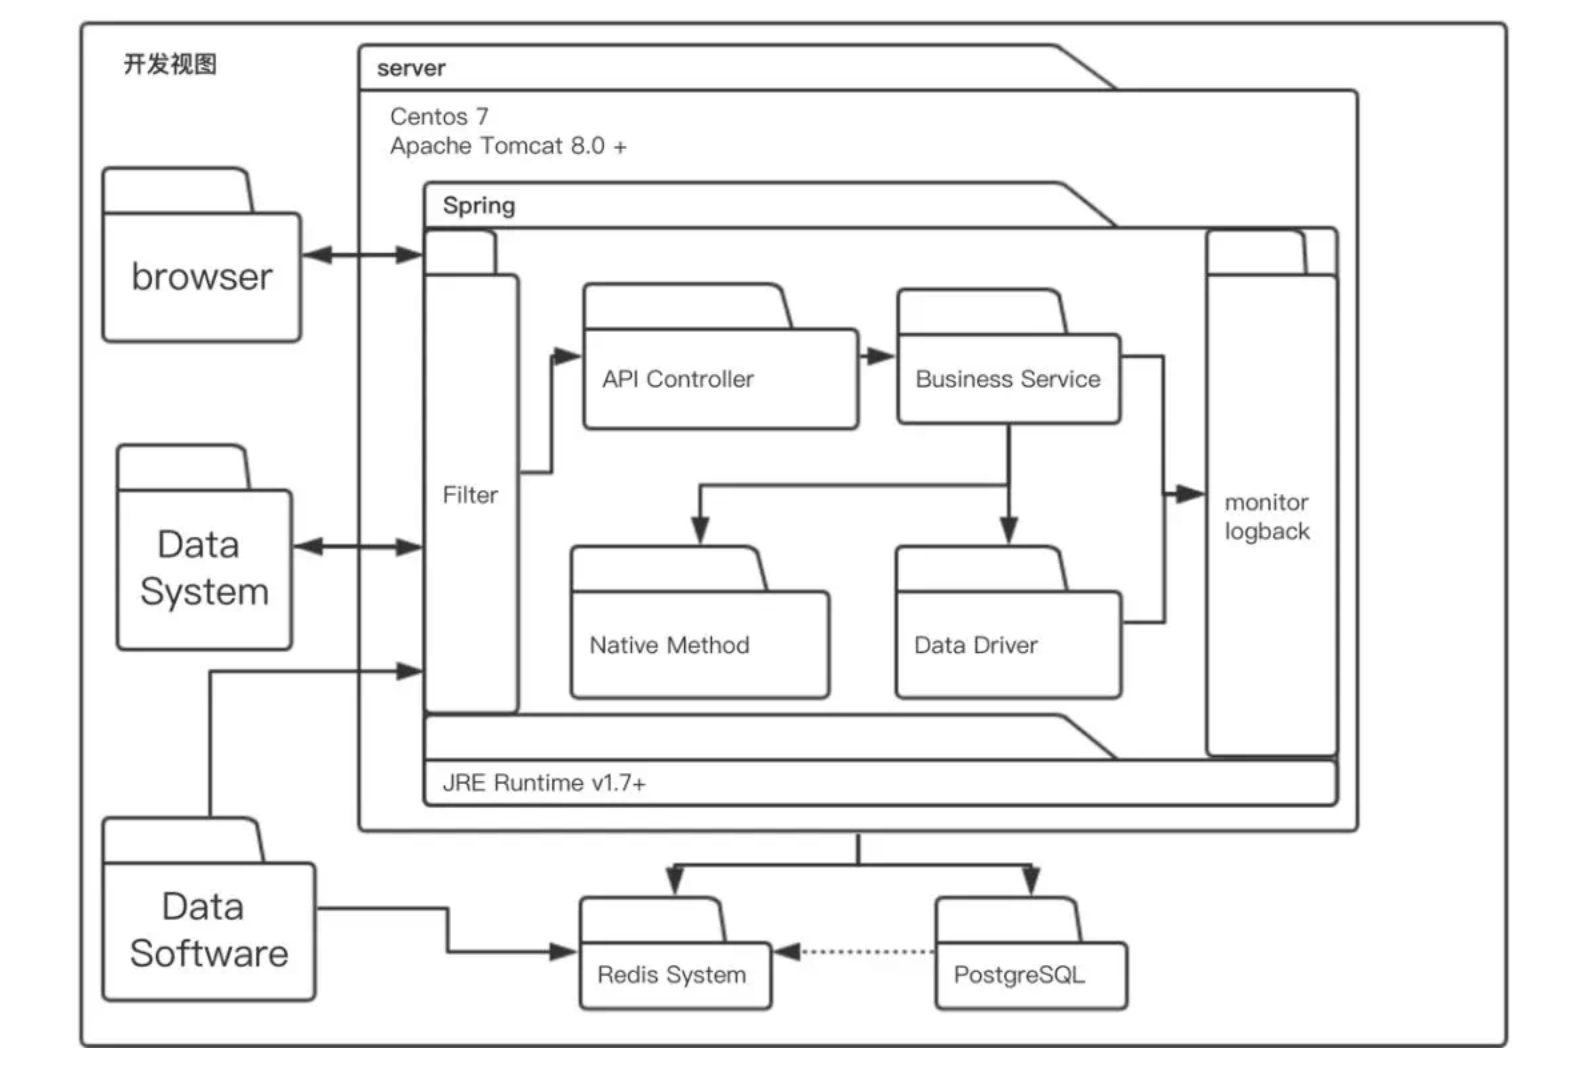 开发视图
server
Centos 7
Apache Tomcat 8.0 +
Spring
browser
API Controller
Business Service
Filter
monitor
logback
Data
System
Native Method
Data Driver
JRE Runtime v1.7+
Data
Software
Redis System
PostgreSQL